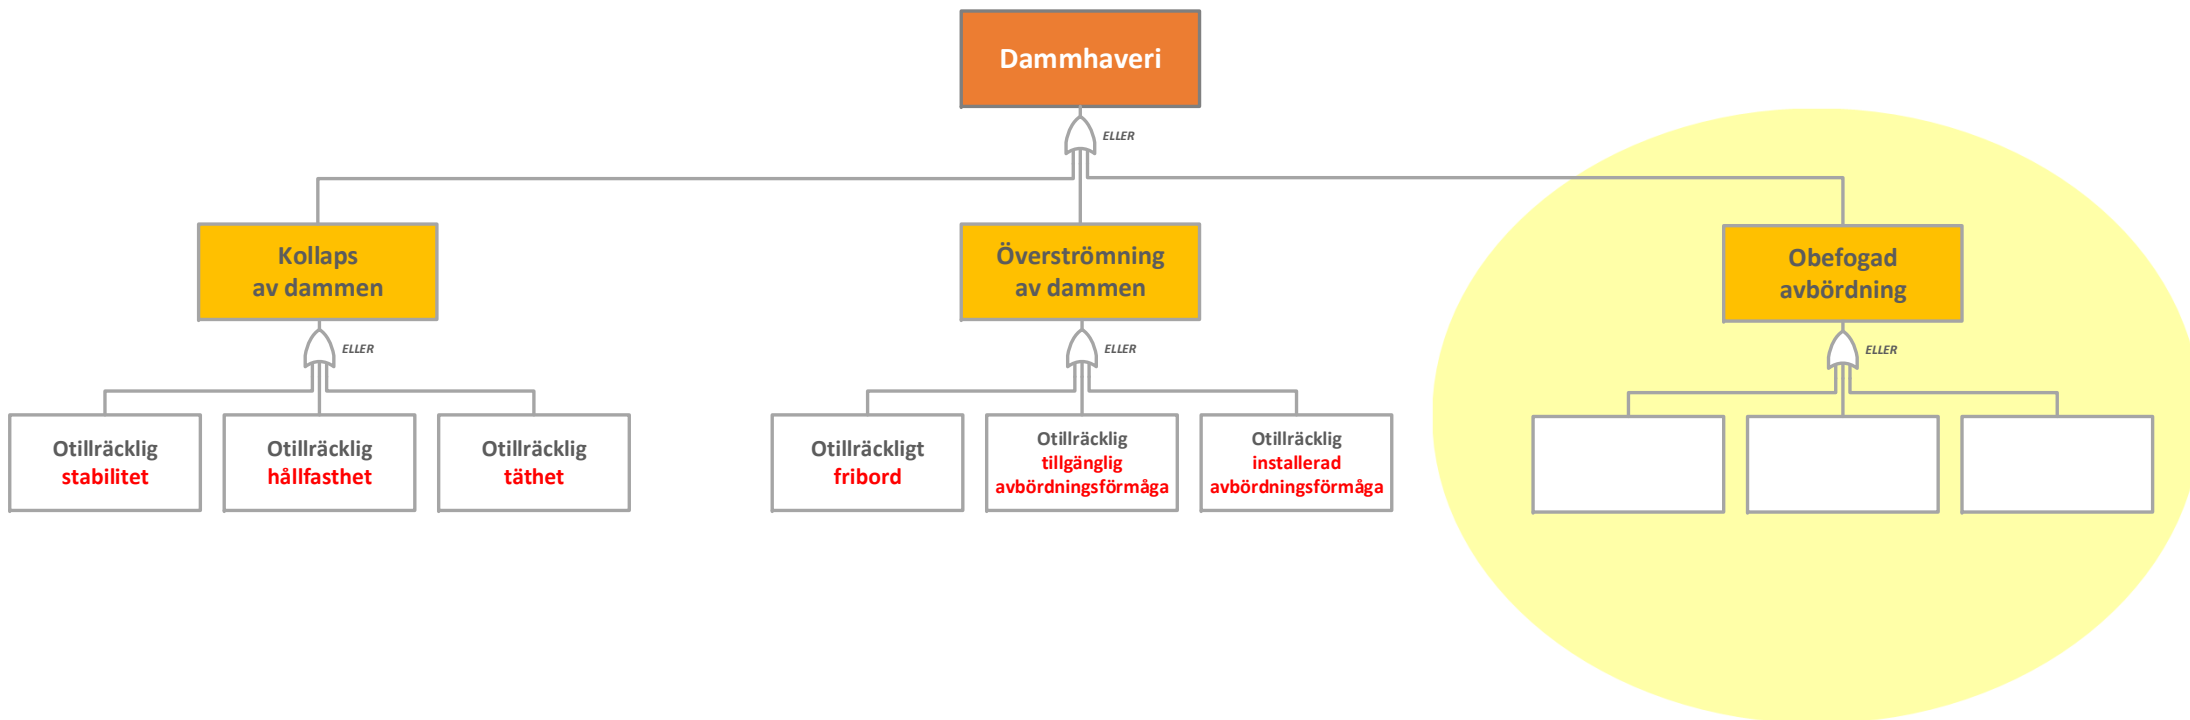 Dammhaveri
ELLER
Kollaps
av dammen
Överströmning
av dammen
Obefogad
avbördning
ELLER
ELLER
ELLER
Otillräcklig
stabilitet
Otillräcklig
hållfasthet
Otillräcklig
täthet
Otillräckligt
fribord
Otillräcklig
tillgänglig
avbördningsförmåga
Otillräcklig
installerad
avbördningsförmåga